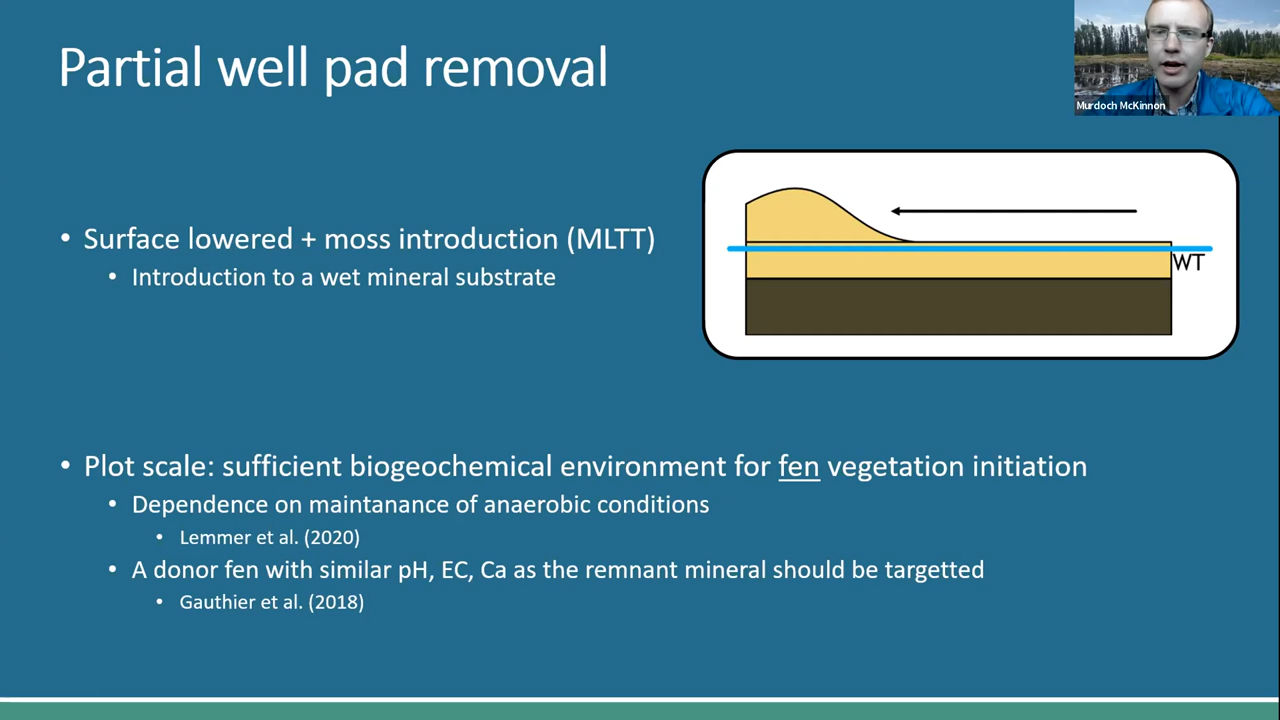 Partial well pad removal
Murdoch McKinnon
• Surface lowered + moss introduction (MLTT)
• Introduction to a wet mineral substrate
WT
• Plot scale: sufficient biogeochemical environment for fen vegetation initiation
• Dependence on maintanance of anaerobic conditions
• Lemmer et al. (2020)
• A donor fen with similar pH, EC, Ca as the remnant mineral should be targetted
• Gauthier et al. (2018)